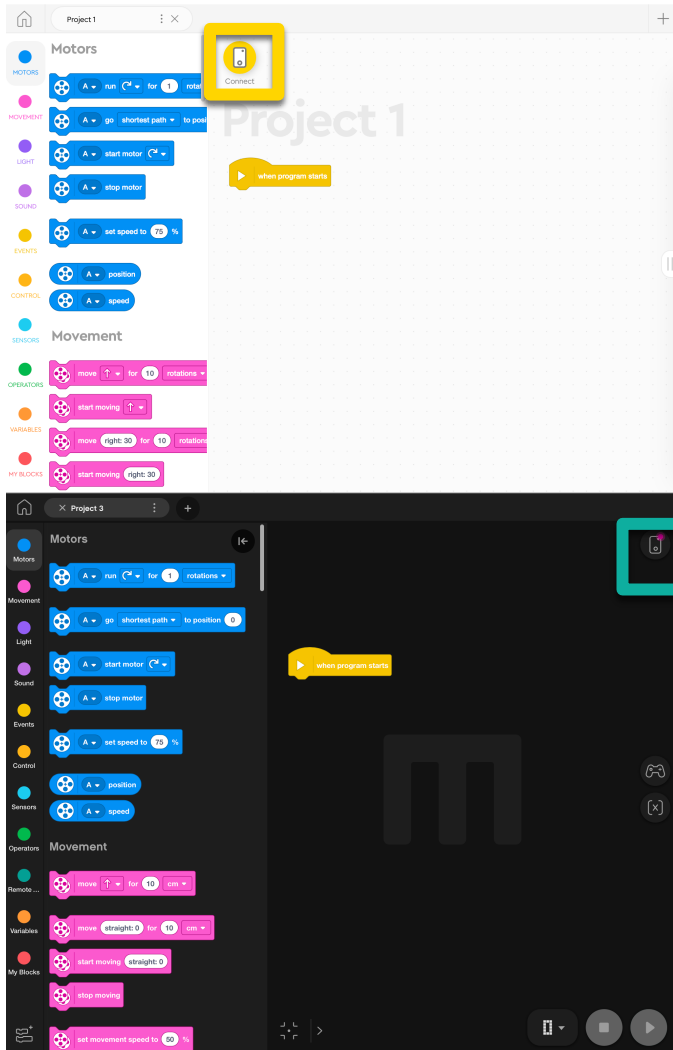 Project 1
Motors
Connect
MOTORS
A run for 1 rotat
MOVEMENT
A go shortest path to posi
Project 1
LIGHT
A start motor
when program starts
A stop motor
SOUND
A set speed to 75 %
EVENTS
A position
CONTROL
A speed
SENSORS
Movement
move for 10 rotations
OPERATORS
start moving
VARIABLES
move right: 30 for 10 rotations
MY BLOCKS
start moving right: 30
Project 3
Motors
Motors
A run for 1 rotations
Movement
A go shortest path to position 0
Light
A start motor
when program starts
Sound
A stop motor
Events
A set speed to 75 %
Control
A position
Sensors
A speed
Operators
Movement
Remote ...
move for 10 cm
Variables
move straight: 0 for 10 cm
start moving straight: 0
My Blocks
stop moving
set movement speed to 50 %